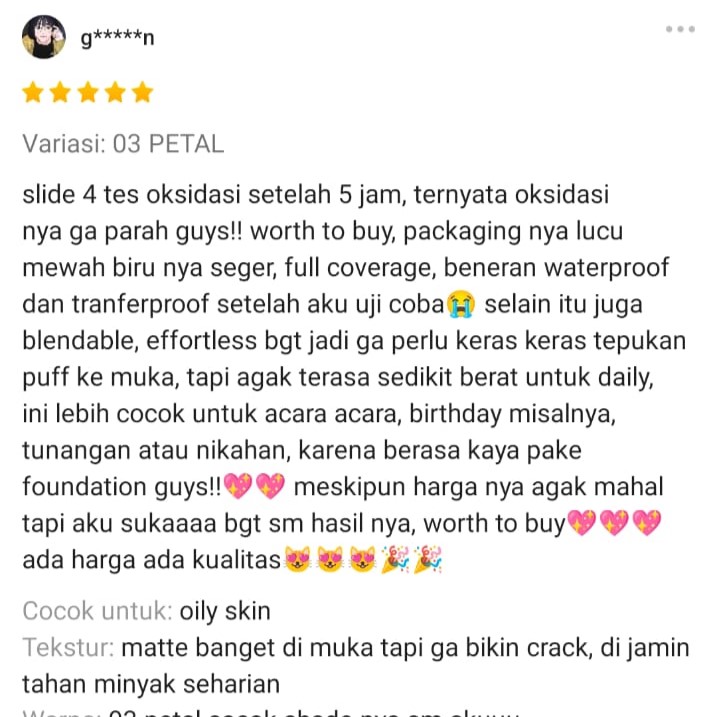 g*****n
Variasi: 03 PETAL
slide 4 tes oksidasi setelah 5 jam, ternyata oksidasi
nya ga parah guys!! worth to buy, packaging nya lucu
mewah biru nya seger, full coverage, beneran waterproof
dan tranferproof setelah aku uji coba😭 selain itu juga
blendable, effortless bgt jadi ga perlu keras keras tepukan
puff ke muka, tapi agak terasa sedikit berat untuk daily,
ini lebih cocok untuk acara acara, birthday misalnya,
tunangan atau nikahan, karena berasa kaya pake
foundation guys!!💖💖 meskipun harga nya agak mahal
tapi aku sukaaaa bgt sm hasil nya, worth to buy💖💖💖
ada harga ada kualitas😻😻😻🎉🎉
Cocok untuk: oily skin
Tekstur: matte banget di muka tapi ga bikin crack, di jamin
tahan minyak seharian